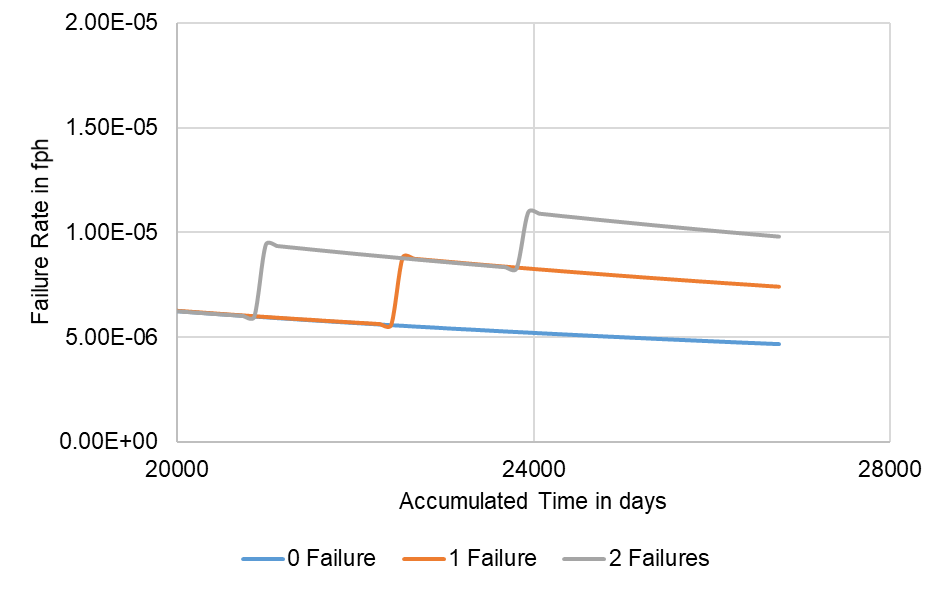 2.00E-05
1.50E-05
1.00E-05
5.00E-06
0.00E+00
Failure Rate in fph
20000 24000 28000
Accumulated Time in days
0 Failure 1 Failure 2 Failures